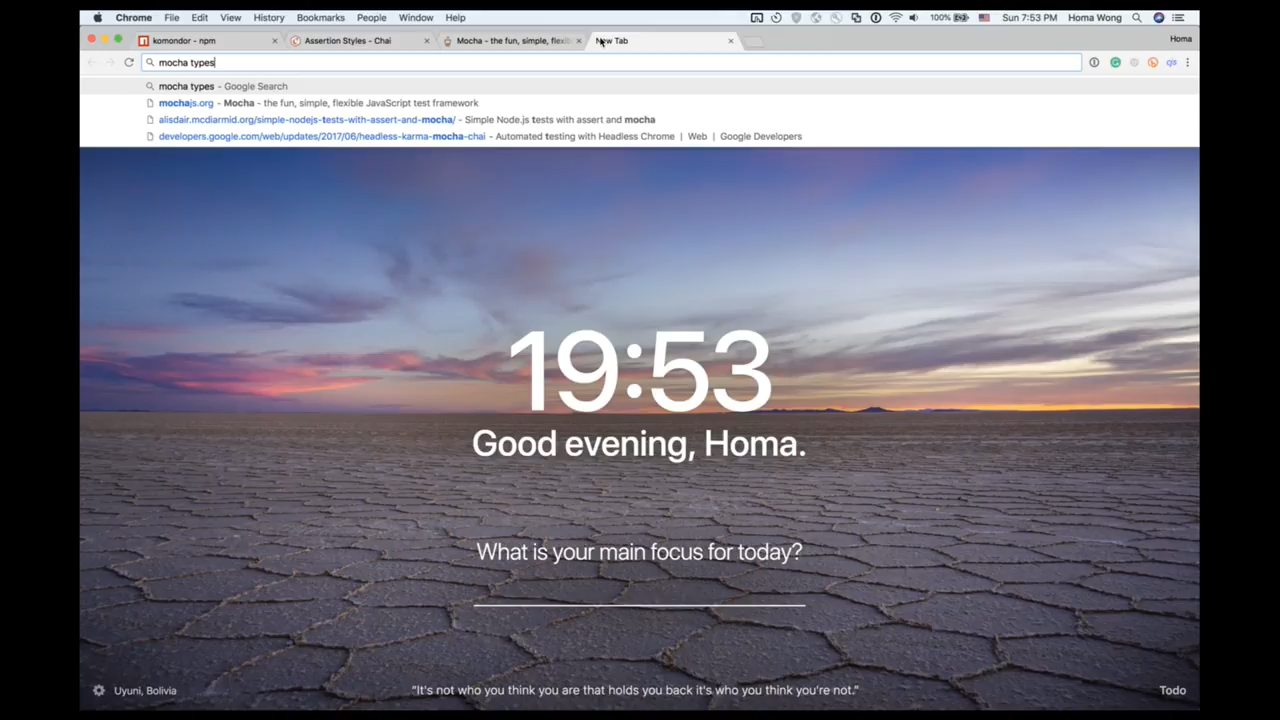 Chrome File Edit View History Bookmarks People Window Help 100% Sun 7:53 PM Homa Wong
komondor - npm Assertion Styles - Chai Mocha - the fun, simple, flexib New Tab Homa
mocha types
mocha types - Google Search
mochajs.org - Mocha - the fun, simple, flexible JavaScript test framework
alisdair.mcdiarmid.org/simple-nodejs-tests-with-assert-and-mocha/ - Simple Node.js tests with assert and mocha
developers.google.com/web/updates/2017/06/headless-karma-mocha-chai - Automated testing with Headless Chrome | Web | Google Developers
19:53
Good evening, Homa.
What is your main focus for today?
Uyuni, Bolivia "It's not who you think you are that holds you back it's who you think you're not." Todo